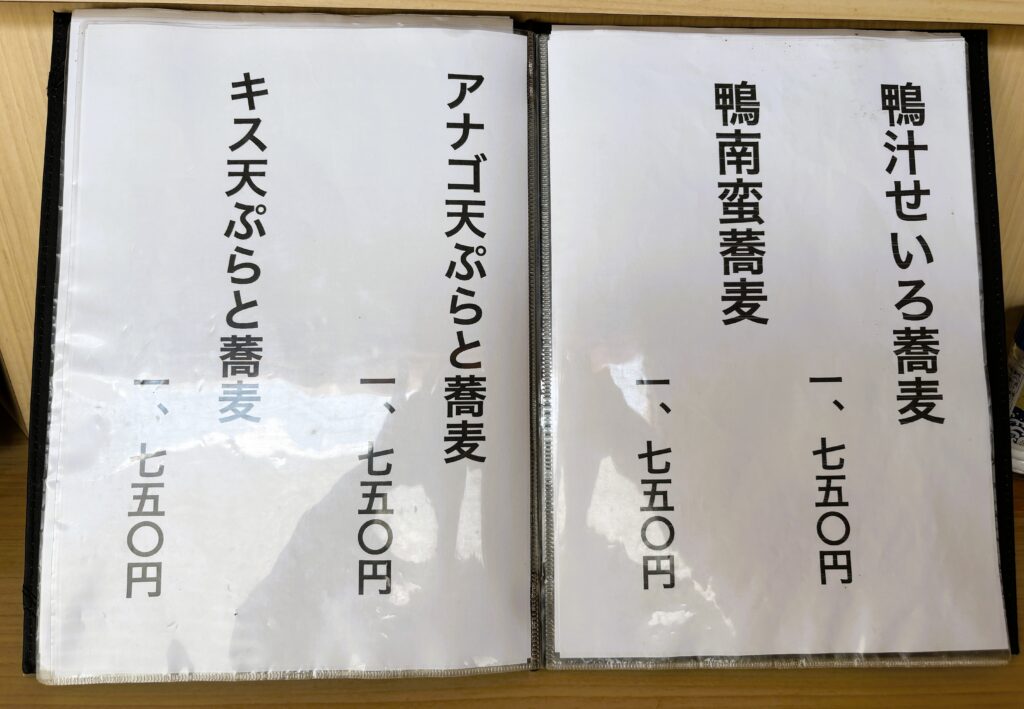 鴨汁せいろ蕎麦
一、七五〇円
鴨南蛮蕎麦
一、七五〇円
アナゴ天ぷらと蕎麦
一、七五〇円
キス天ぷらと蕎麦
一、七五〇円